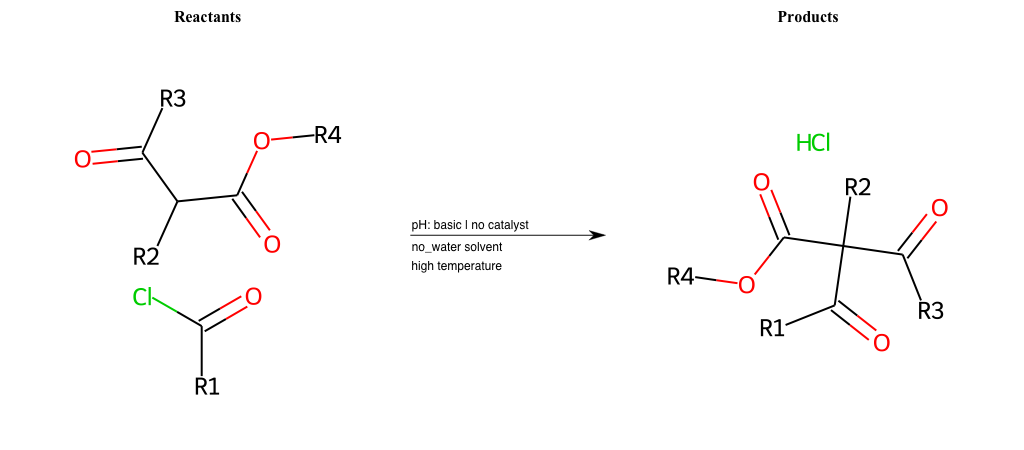 Reactants
Products
R3
O
O
R4
R2
O
Cl
O
R1
pH: basic | no catalyst
no_water solvent
high temperature
HCl
O
R2
O
R4
O
R3
R1
O